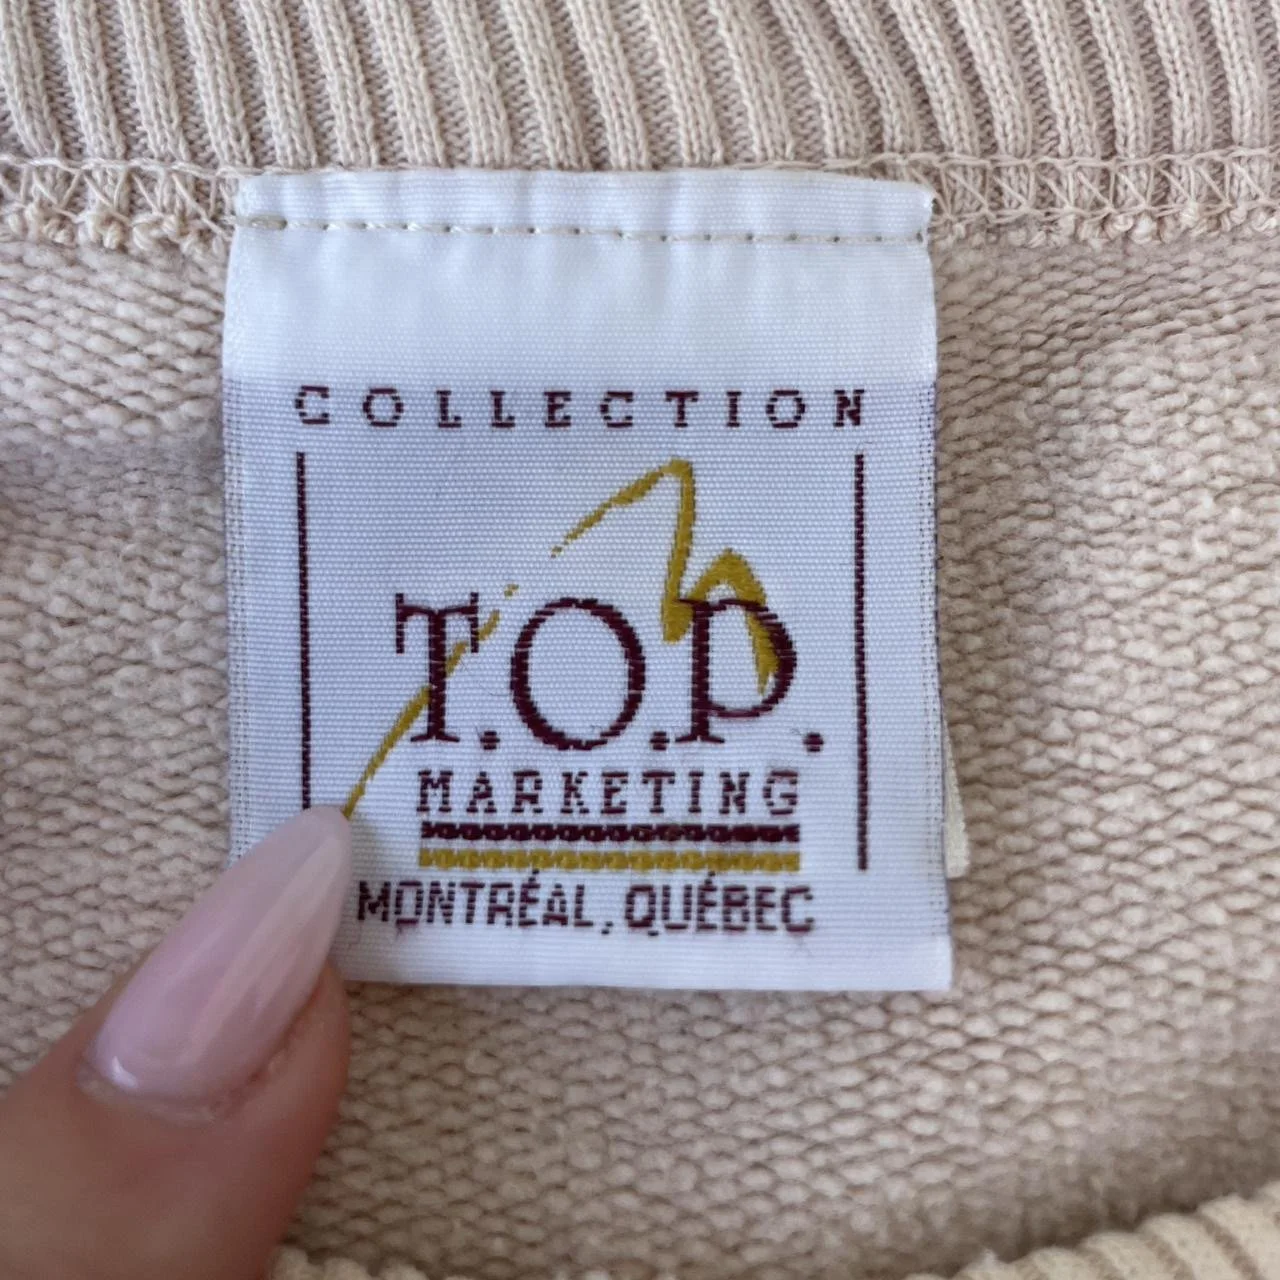 COLLECTION
T.O.P.
MARKETING
MONTRÉAL, QUÉBEC